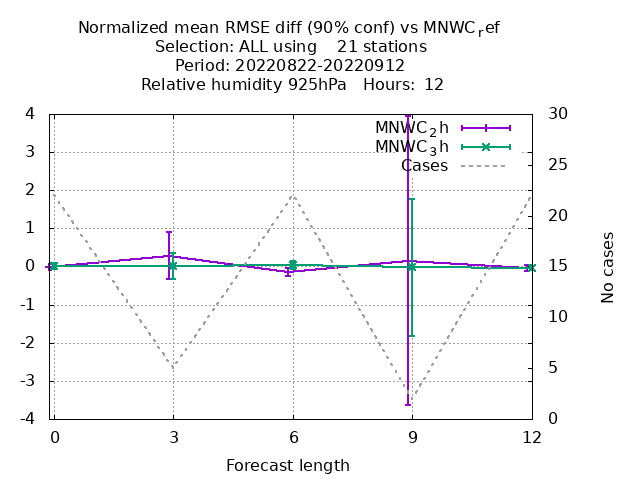 Normalized mean RMSE diff (90% conf) vs MNWC_ref
Selection: ALL using    21 stations
Period: 20220822-20220912
Relative humidity 925hPa   Hours:  12
MNWC_2h
MNWC_3h
Cases
4
3
2
1
0
-1
-2
-3
-4
30
25
20
15
10
5
0
No cases
0 3 6 9 12
Forecast length